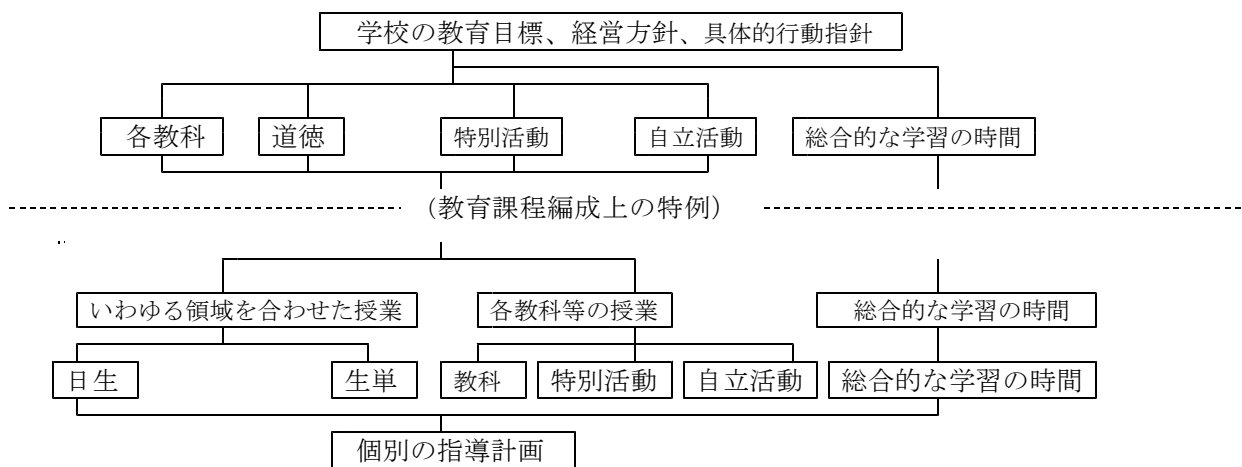 学校の教育目標、経営方針、具体的行動指針
各教科 道徳 特別活動 自立活動 総合的な学習の時間
（教育課程編成上の特例）
いわゆる領域を合わせた授業 各教科等の授業 総合的な学習の時間
日生 生単 教科 特別活動 自立活動 総合的な学習の時間
個別の指導計画